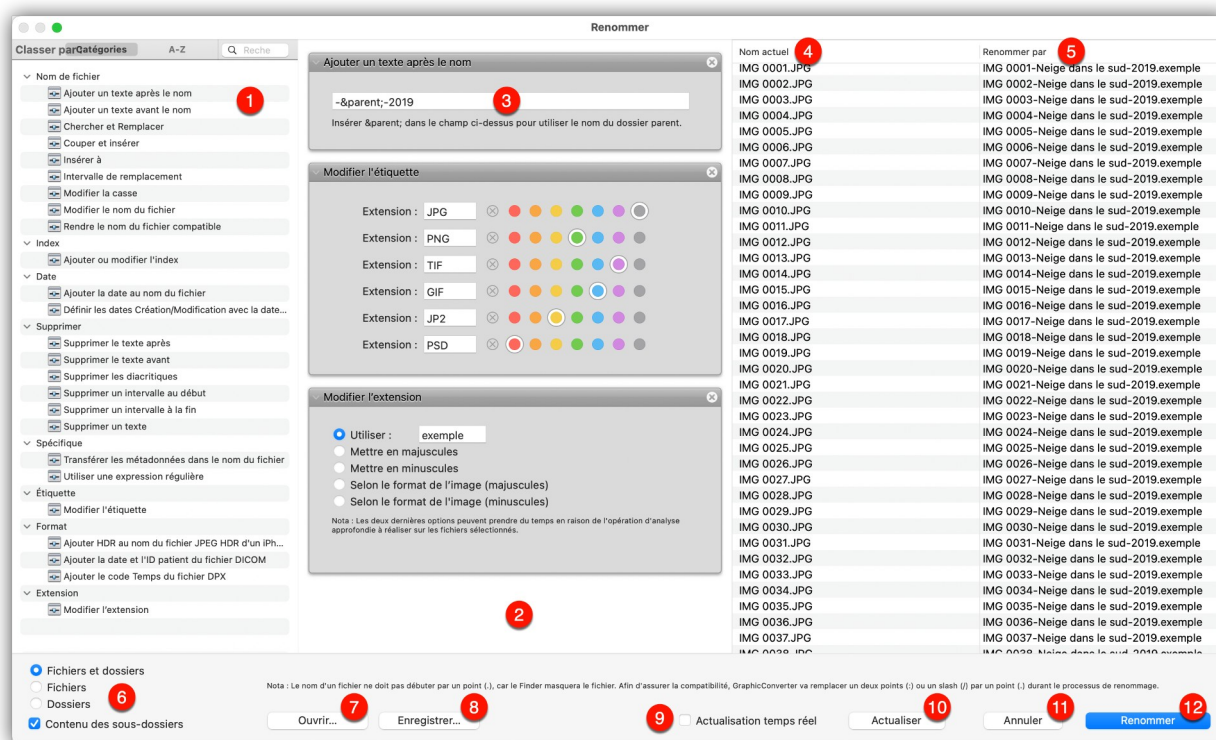 Renommer
Classer par
Catégories
A-Z
Reche
Nom de fichier
Ajouter un texte après le nom
Ajouter un texte avant le nom
Chercher et Remplacer
Couper et insérer
Insérer à
Intervalle de remplacement
Modifier la casse
Modifier le nom du fichier
Rendre le nom du fichier compatible
Index
Ajouter ou modifier l'index
Date
Ajouter la date au nom du fichier
Définir les dates Création/Modification avec la date...
Supprimer
Supprimer le texte après
Supprimer le texte avant
Supprimer les diacritiques
Supprimer un intervalle au début
Supprimer un intervalle à la fin
Supprimer un texte
Spécifique
Transférer les métadonnées dans le nom du fichier
Utiliser une expression régulière
Étiquette
Modifier l'étiquette
Format
Ajouter HDR au nom du fichier JPEG HDR d'un iPh...
Ajouter la date et l'ID patient du fichier DICOM
Ajouter le code Temps du fichier DPX
Extension
Modifier l'extension
1
Ajouter un texte après le nom
-&parent;-2019
3
Insérer &parent; dans le champ ci-dessus pour utiliser le nom du dossier parent.
Modifier l'étiquette
Extension : JPG
Extension : PNG
Extension : TIF
Extension : GIF
Extension : JP2
Extension : PSD
Modifier l'extension
Utiliser : exemple
Mettre en majuscules
Mettre en minuscules
Selon le format de l'image (majuscules)
Selon le format de l'image (minuscules)
Nota : Les deux dernières options peuvent prendre du temps en raison de l'opération d'analyse
approfondie à réaliser sur les fichiers sélectionnés.
2
Nom actuel 4 Renommer par 5
IMG 0001.JPG IMG 0001-Neige dans le sud-2019.exemple
IMG 0002.JPG IMG 0002-Neige dans le sud-2019.exemple
IMG 0003.JPG IMG 0003-Neige dans le sud-2019.exemple
IMG 0004.JPG IMG 0004-Neige dans le sud-2019.exemple
IMG 0005.JPG IMG 0005-Neige dans le sud-2019.exemple
IMG 0006.JPG IMG 0006-Neige dans le sud-2019.exemple
IMG 0007.JPG IMG 0007-Neige dans le sud-2019.exemple
IMG 0008.JPG IMG 0008-Neige dans le sud-2019.exemple
IMG 0009.JPG IMG 0009-Neige dans le sud-2019.exemple
IMG 0010.JPG IMG 0010-Neige dans le sud-2019.exemple
IMG 0011.JPG IMG 0011-Neige dans le sud-2019.exemple
IMG 0012.JPG IMG 0012-Neige dans le sud-2019.exemple
IMG 0013.JPG IMG 0013-Neige dans le sud-2019.exemple
IMG 0014.JPG IMG 0014-Neige dans le sud-2019.exemple
IMG 0015.JPG IMG 0015-Neige dans le sud-2019.exemple
IMG 0016.JPG IMG 0016-Neige dans le sud-2019.exemple
IMG 0017.JPG IMG 0017-Neige dans le sud-2019.exemple
IMG 0018.JPG IMG 0018-Neige dans le sud-2019.exemple
IMG 0019.JPG IMG 0019-Neige dans le sud-2019.exemple
IMG 0020.JPG IMG 0020-Neige dans le sud-2019.exemple
IMG 0021.JPG IMG 0021-Neige dans le sud-2019.exemple
IMG 0022.JPG IMG 0022-Neige dans le sud-2019.exemple
IMG 0023.JPG IMG 0023-Neige dans le sud-2019.exemple
IMG 0024.JPG IMG 0024-Neige dans le sud-2019.exemple
IMG 0025.JPG IMG 0025-Neige dans le sud-2019.exemple
IMG 0026.JPG IMG 0026-Neige dans le sud-2019.exemple
IMG 0027.JPG IMG 0027-Neige dans le sud-2019.exemple
IMG 0028.JPG IMG 0028-Neige dans le sud-2019.exemple
IMG 0029.JPG IMG 0029-Neige dans le sud-2019.exemple
IMG 0030.JPG IMG 0030-Neige dans le sud-2019.exemple
IMG 0031.JPG IMG 0031-Neige dans le sud-2019.exemple
IMG 0032.JPG IMG 0032-Neige dans le sud-2019.exemple
IMG 0033.JPG IMG 0033-Neige dans le sud-2019.exemple
IMG 0034.JPG IMG 0034-Neige dans le sud-2019.exemple
IMG 0035.JPG IMG 0035-Neige dans le sud-2019.exemple
IMG 0036.JPG IMG 0036-Neige dans le sud-2019.exemple
IMG 0037.JPG IMG 0037-Neige dans le sud-2019.exemple
IMG 0038.JPG IMG 0038-Neige dans le sud-2019.exemple
Fichiers et dossiers
Fichiers
Dossiers
Contenu des sous-dossiers
6
Nota : Le nom d'un fichier ne doit pas débuter par un point (.), car le Finder masquera le fichier. Afin d'assurer la compatibilité, GraphicConverter va remplacer un deux points (:) ou un slash (/) par un point (.) durant le processus de renommage.
Ouvrir... 7 Enregistrer... 8 9 Actualisation temps réel Actualiser 10 Annuler 11 Renommer 12